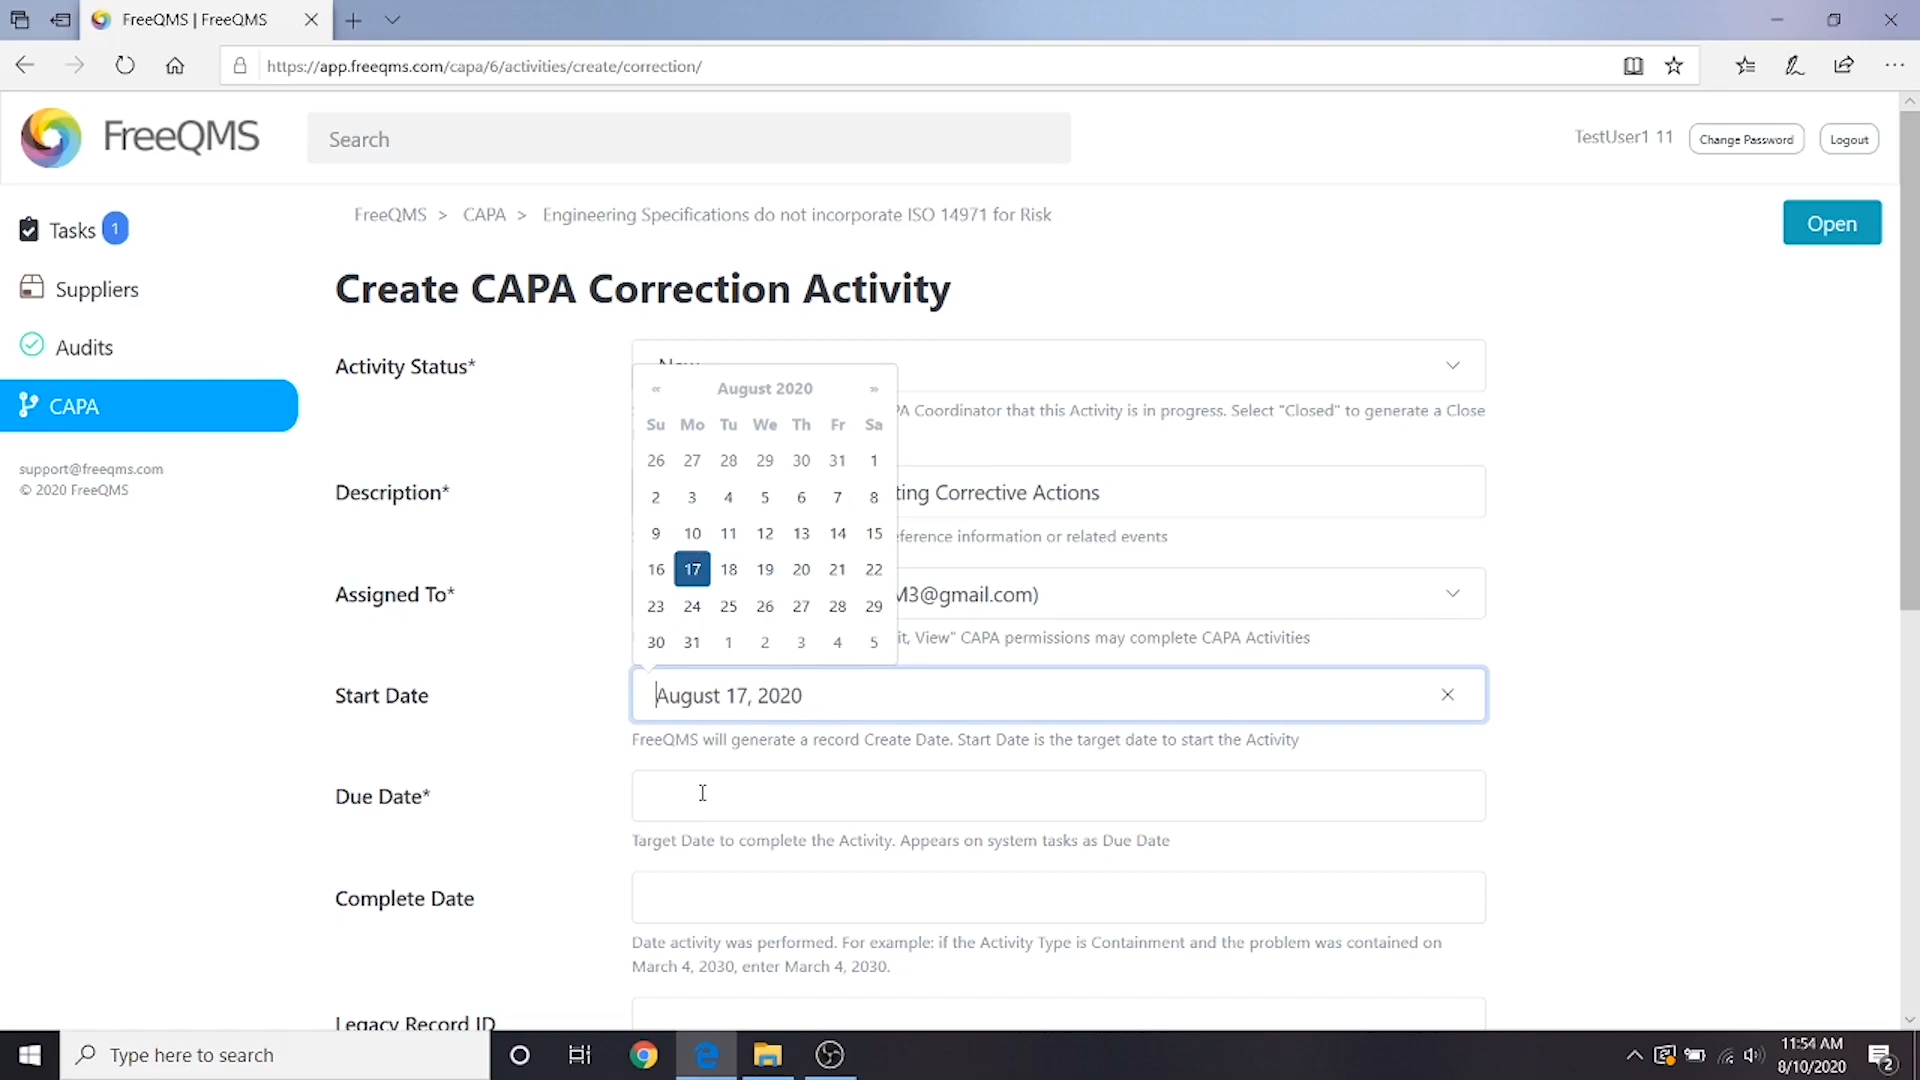 FreeQMS | FreeQMS
https://app.freeqms.com/capa/6/activities/create/correction/
FreeQMS
Search
TestUser1 11
Change Password
Logout
Tasks 1
Suppliers
Audits
CAPA
support@freeqms.com
© 2020 FreeQMS
FreeQMS > CAPA > Engineering Specifications do not incorporate ISO 14971 for Risk
Open
Create CAPA Correction Activity
Activity Status*
PA Coordinator that this Activity is in progress. Select "Closed" to generate a Close
« August 2020 »
Su Mo Tu We Th Fr Sa
26 27 28 29 30 31 1
2 3 4 5 6 7 8
9 10 11 12 13 14 15
16 17 18 19 20 21 22
23 24 25 26 27 28 29
30 31 1 2 3 4 5
Description*
ting Corrective Actions
eference information or related events
Assigned To*
M3@gmail.com)
it, View" CAPA permissions may complete CAPA Activities
Start Date
August 17, 2020
FreeQMS will generate a record Create Date. Start Date is the target date to start the Activity
Due Date*
Target Date to complete the Activity. Appears on system tasks as Due Date
Complete Date
Date activity was performed. For example: if the Activity Type is Containment and the problem was contained on
March 4, 2030, enter March 4, 2030.
Legacy Record ID
Type here to search
11:54 AM
8/10/2020
2